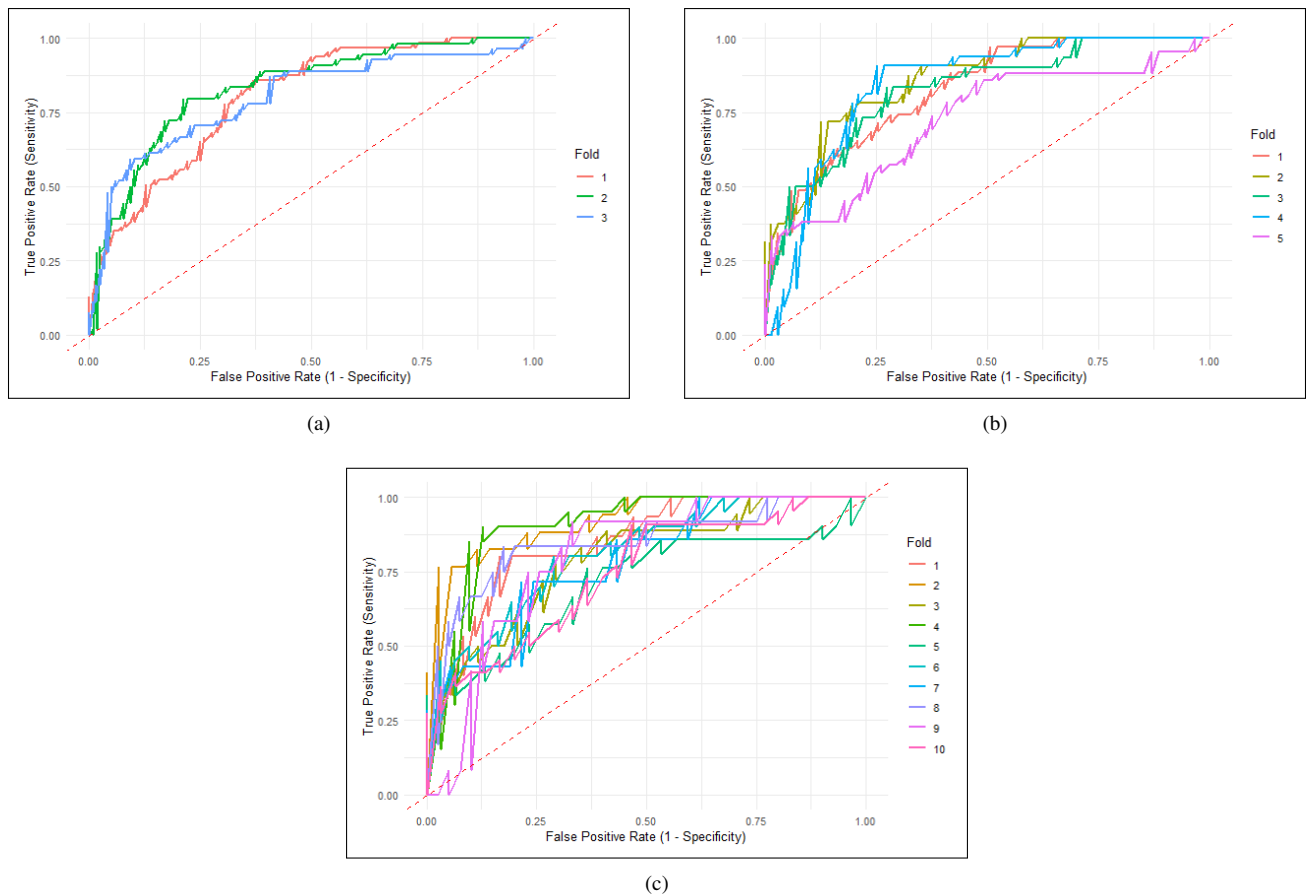 1.00
0.75
0.50
0.25
0.00
True Positive Rate (Sensitivity)
0.00 0.25 0.50 0.75 1.00
False Positive Rate (1 - Specificity)
Fold
1
2
3
(a)
1.00
0.75
0.50
0.25
0.00
True Positive Rate (Sensitivity)
0.00 0.25 0.50 0.75 1.00
False Positive Rate (1 - Specificity)
Fold
1
2
3
4
5
(b)
1.00
0.75
0.50
0.25
0.00
True Positive Rate (Sensitivity)
0.00 0.25 0.50 0.75 1.00
False Positive Rate (1 - Specificity)
Fold
1
2
3
4
5
6
7
8
9
10
(c)